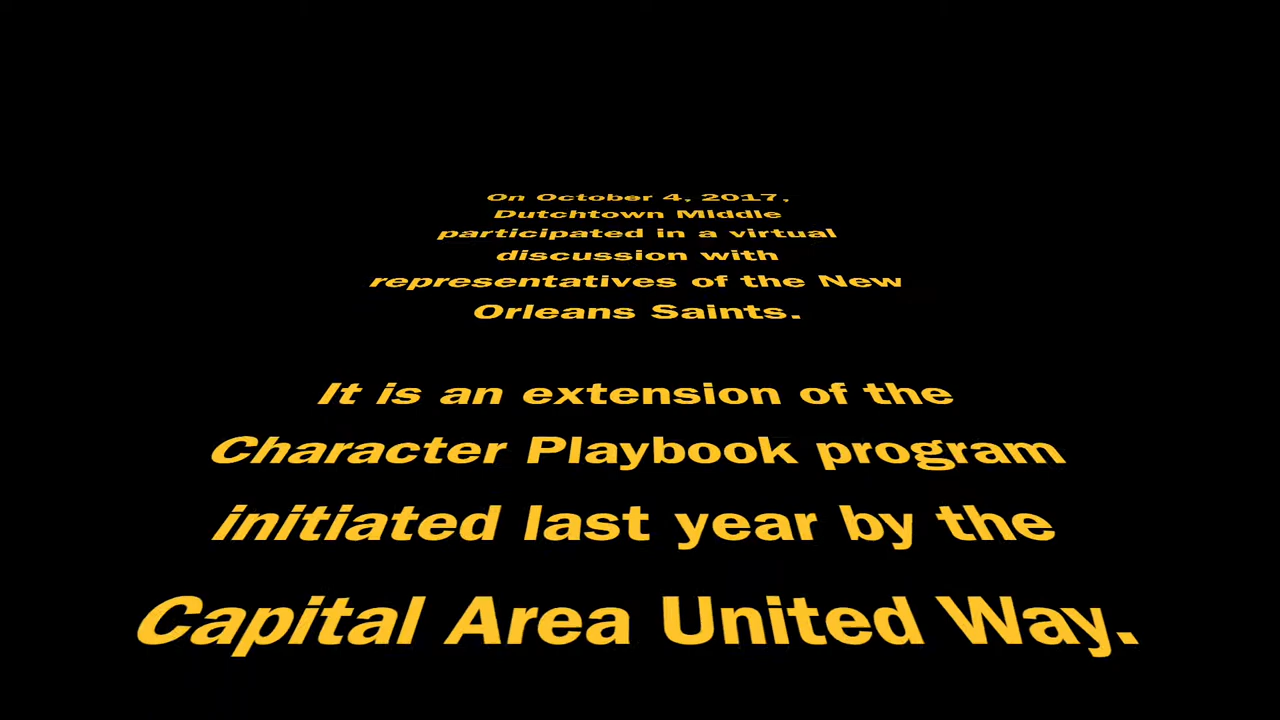 On October 4, 2017,
Dutchtown Middle
participated in a virtual
discussion with
representatives of the New
Orleans Saints.
It is an extension of the
Character Playbook program
initiated last year by the
Capital Area United Way.